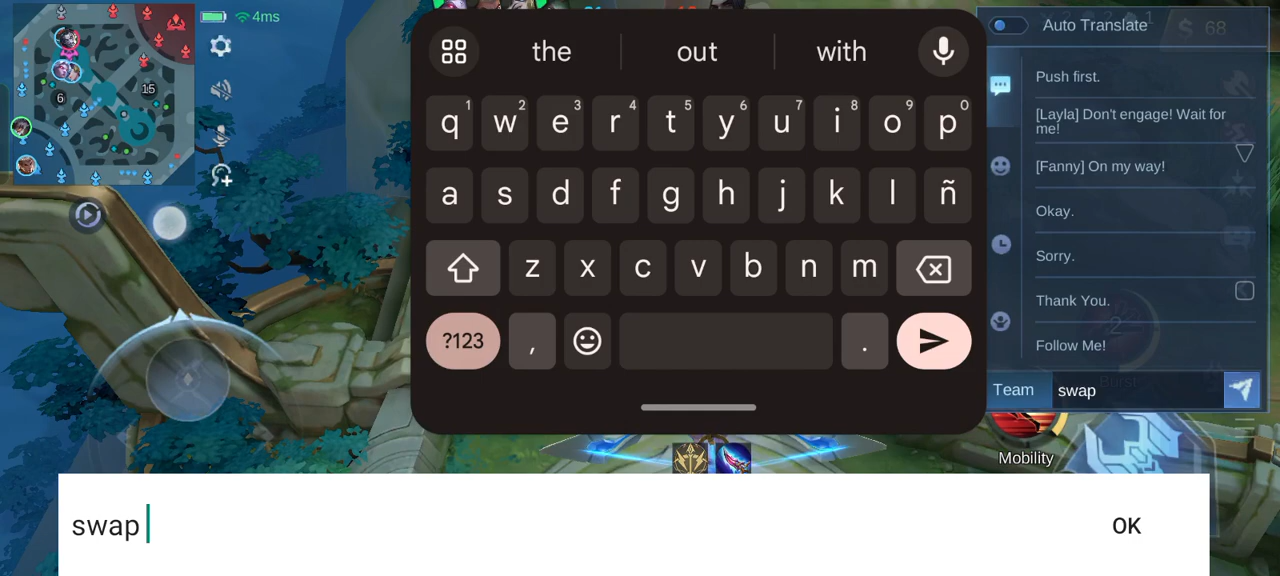 4ms
6
15
the
out
with
q 1 w 2 e 3 r 4 t 5 y 6 u 7 i 8 o 9 p 0
a s d f g h j k l ñ
z x c v b n m
?123 , .
Auto Translate
$ 68
Push first.
[Layla] Don't engage! Wait for
me!
[Fanny] On my way!
Okay.
Sorry.
Thank You.
Follow Me!
2
Burst
Team
swap
Mobility
swap
OK